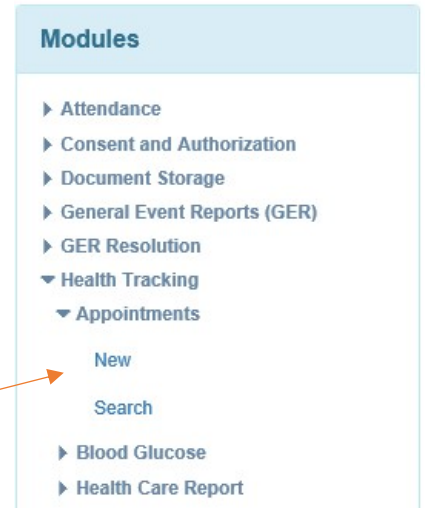 Modules
Attendance
Consent and Authorization
Document Storage
General Event Reports (GER)
GER Resolution
Health Tracking
Appointments
New
Search
Blood Glucose
Health Care Report